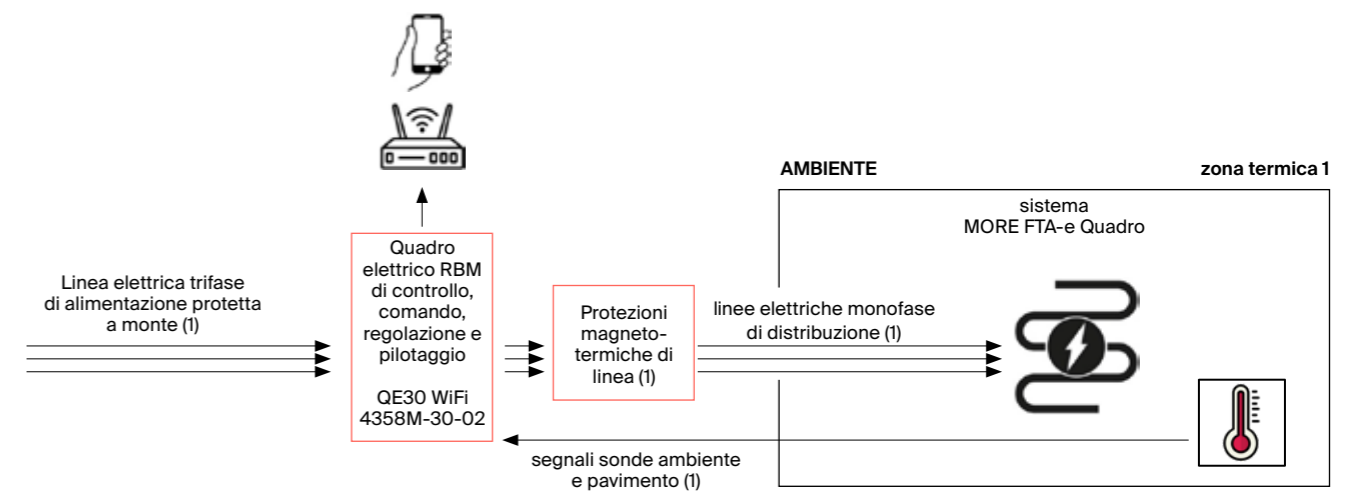 AMBIENTE
zona termica 1
sistema
MORE FTA-e Quadro
Linea elettrica trifase
di alimentazione protetta
a monte (1)
Quadro
elettrico RBM
di controllo,
comando,
regolazione e
pilotaggio
QE30 WiFi
4358M-30-02
Protezioni
magneto-
termiche di
linea (1)
linee elettriche monofase
di distribuzione (1)
segnali sonde ambiente
e pavimento (1)